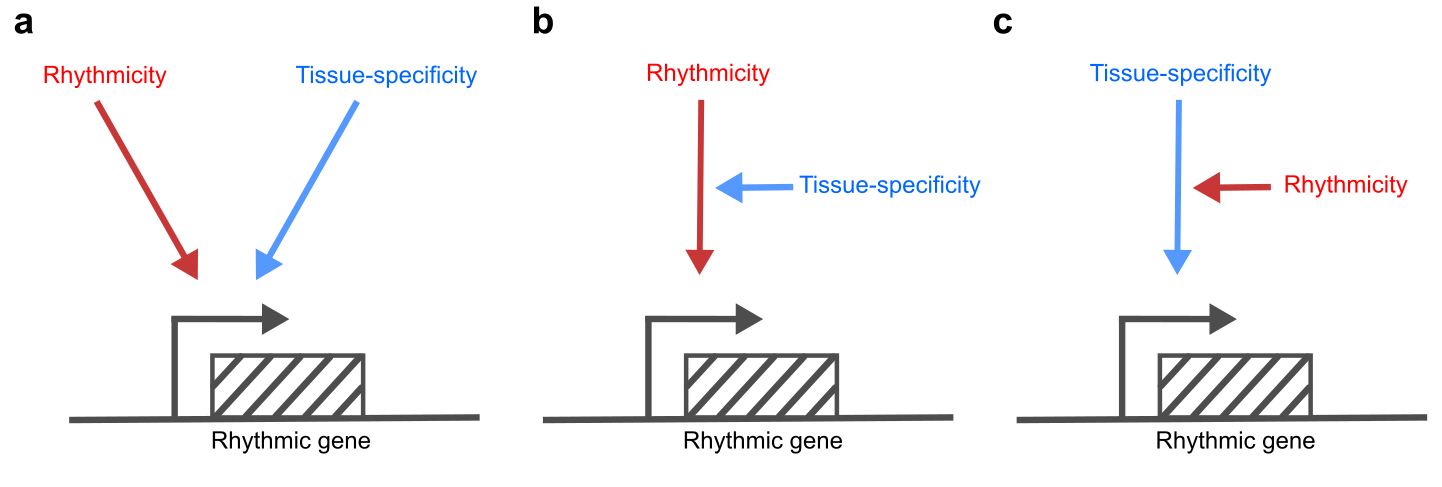 a
Rhythmicity
Tissue-specificity
Rhythmic gene
b
Rhythmicity
Tissue-specificity
Rhythmic gene
c
Tissue-specificity
Rhythmicity
Rhythmic gene